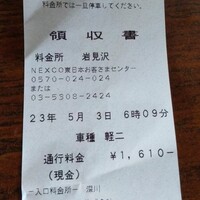 料金所では一旦停車してください。
領収書
料金所 岩見沢
NEXCO東日本お客さまセンター
0570-024-024
または
03-5308-2424
23年 5月 3日 6時09分
車種 軽二
通行料金 ¥1,610-
(現金)
－入口料金所－ 深川